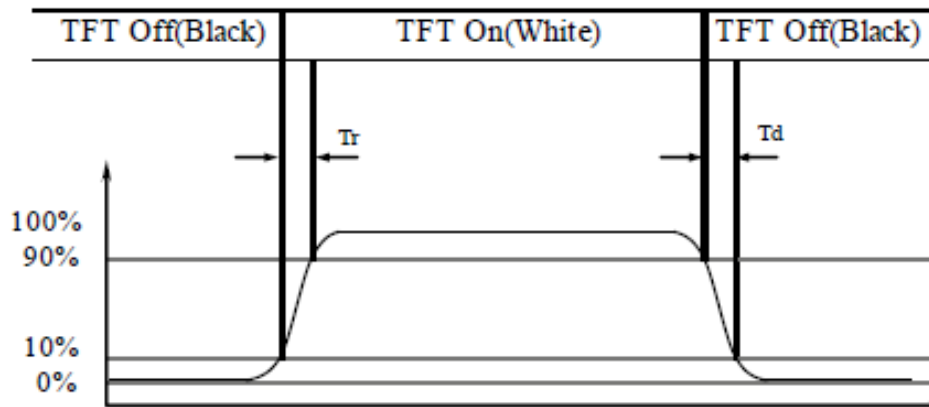 TFT Off(Black) TFT On(White) TFT Off(Black)
Tr Td
100%
90%
10%
0%